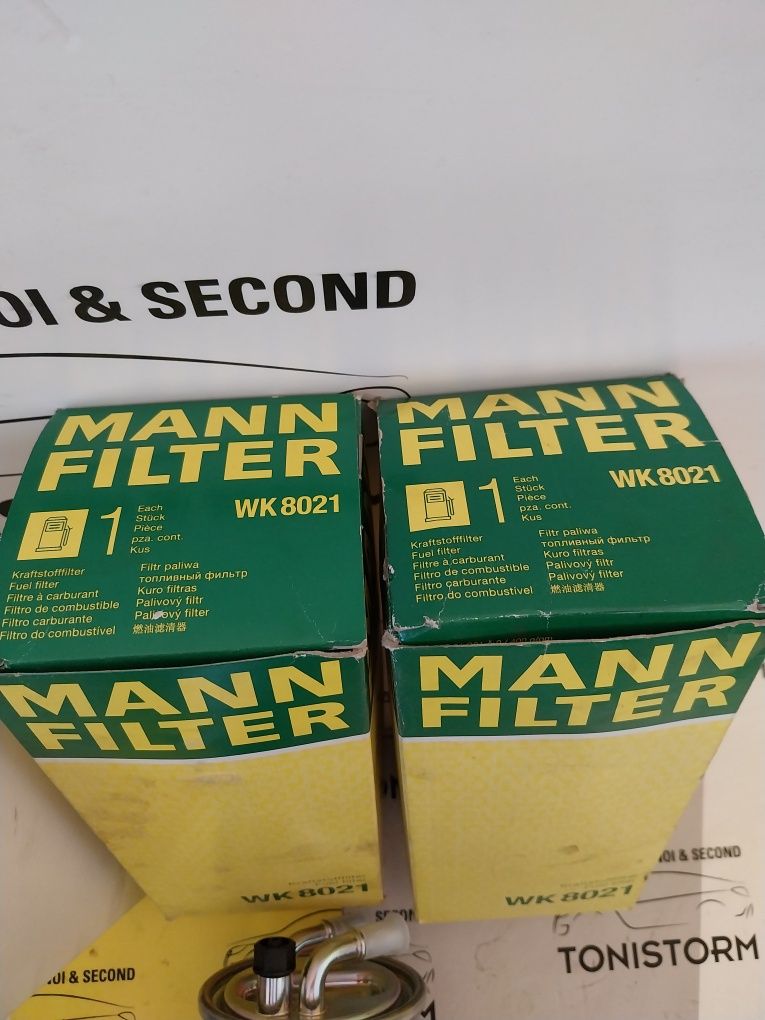 OI & SECOND
MANN
FILTER
WK 8021
1
Each
Stück
Pièce
pza. cont.
Kus
Kraftstofffilter
Fuel filter
Filtre à carburant
Filtro de combustible
Filtro carburante
Filtro do combustível
Filtr paliwa
топливный фильтр
Kuro filtras
Palivový filtr
Palivový filter
燃油滤清器
MANN
FILTER
WK 8021
MANN
FILTER
WK 8021
1
Each
Stück
Pièce
pza. cont.
Kus
Kraftstofffilter
Fuel filter
Filtre à carburant
Filtro de combustible
Filtro carburante
Filtro do combustível
Filtr paliwa
топливный фильтр
Kuro filtras
Palivový filtr
Palivový filter
燃油滤清器
MANN
FILTER
WK 8021
OI & SECOND
OI & SECOND
TONISTORM